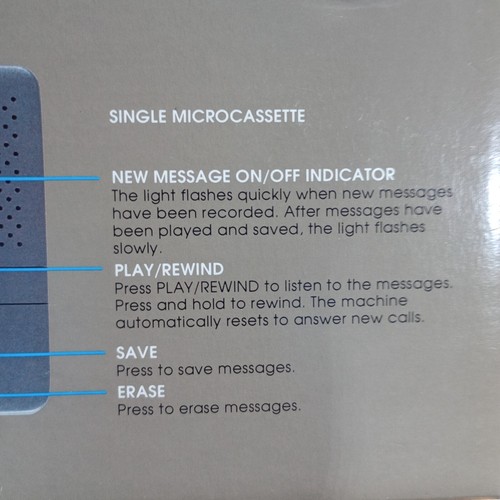 SINGLE MICROCASSETTE
NEW MESSAGE ON/OFF INDICATOR
The light flashes quickly when new messages
have been recorded. After messages have
been played and saved, the light flashes
slowly.
PLAY/REWIND
Press PLAY/REWIND to listen to the messages.
Press and hold to rewind. The machine
automatically resets to answer new calls.
SAVE
Press to save messages.
ERASE
Press to erase messages.